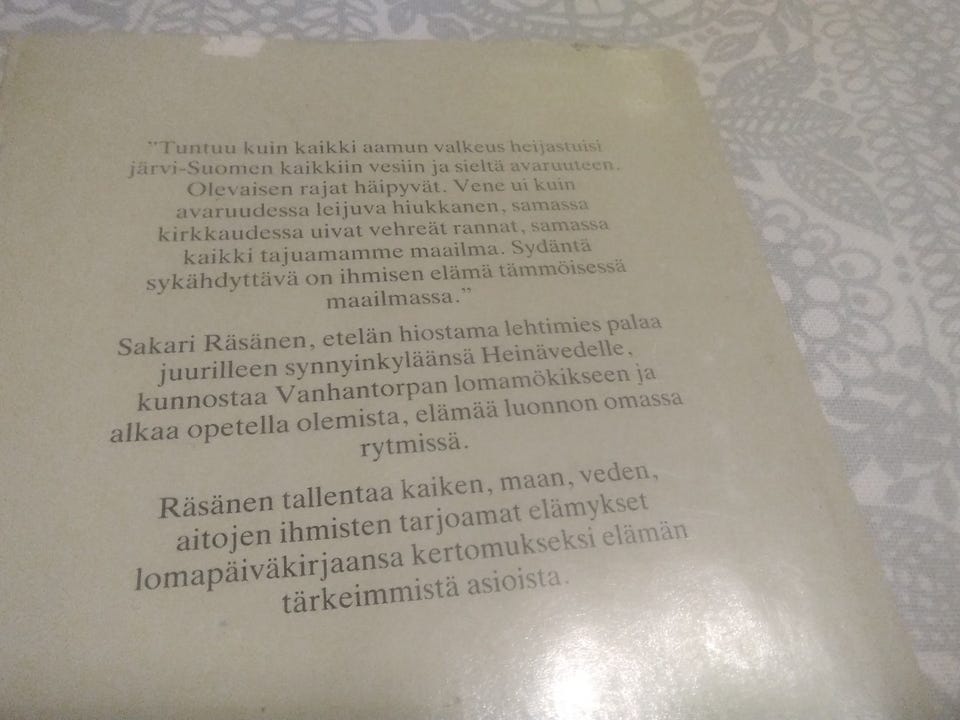 "Tuntuu kuin kaikki aamun valkeus heijastuisi
järvi-Suomen kaikkiin vesiin ja sieltä avaruuteen.
Olevaisen rajat häipyvät. Vene ui kuin
avaruudessa leijuva hiukkanen, samassa
kirkkaudessa uivat vehreät rannat, samassa
kaikki tajuamamme maailma. Sydäntä
sykähdyttävä on ihmisen elämä tämmöisessä
maailmassa."
Sakari Räsänen, etelän hiostama lehtimies palaa
juurilleen synnyinkyläänsä Heinävedelle,
kunnostaa Vanhantorpan lomamökikseen ja
alkaa opetella olemista, elämää luonnon omassa
rytmissä.
Räsänen tallentaa kaiken, maan, veden,
aitojen ihmisten tarjoamat elämykset
lomapäiväkirjaansa kertomukseksi elämän
tärkeimmistä asioista.